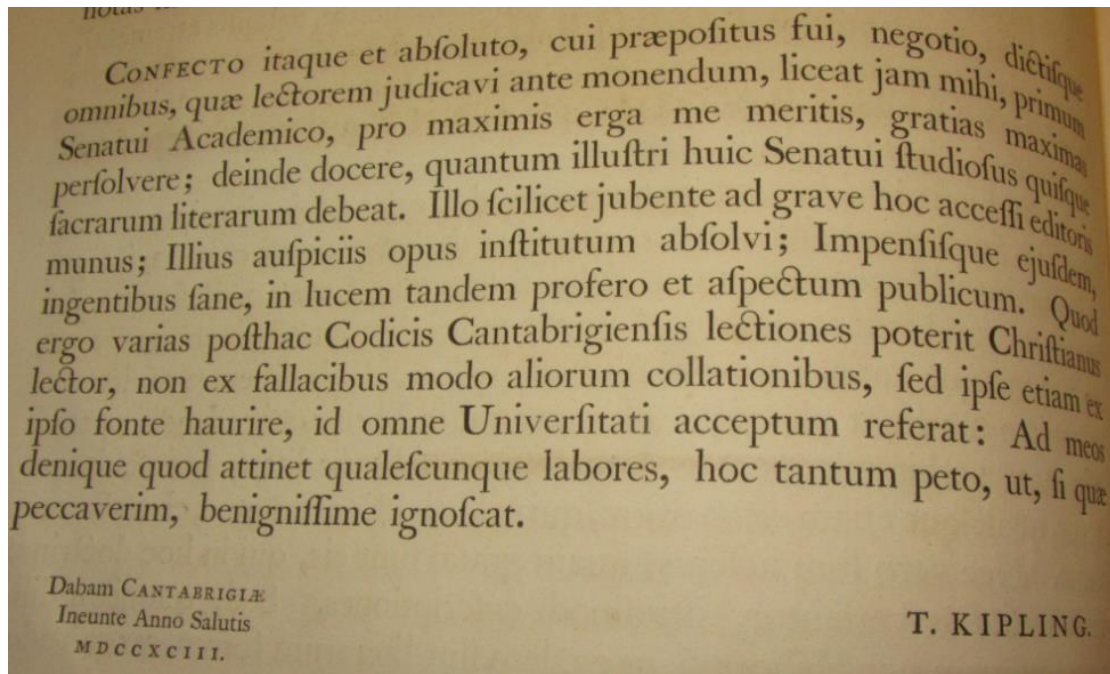 Confecto itaque et abſoluto, cui præpoſitus fui, negotio, dictiſque
omnibus, quæ lectorem judicavi ante monendum, liceat jam mihi, primum
Senatui Academico, pro maximis erga me meritis, gratias maximas
perſolvere; deinde docere, quantum illuſtri huic Senatui ſtudioſus quiſque
ſacrarum literarum debeat. Illo ſcilicet jubente ad grave hoc acceſſi editoris
munus; Illius auſpiciis opus inſtitutum abſolvi; Impenſiſque ejuſdem,
ingentibus ſane, in lucem tandem profero et aſpectum publicum. Quod
ergo varias poſthac Codicis Cantabrigienſis lectiones poterit Chriſtianus
lector, non ex fallacibus modo aliorum collationibus, ſed ipſe etiam ex
ipſo fonte haurire, id omne Univerſitati acceptum referat: Ad meos
denique quod attinet qualeſcunque labores, hoc tantum peto, ut, ſi quæ
peccaverim, benigniſſime ignoſcat.
Dabam CANTABRIGIÆ
Ineunte Anno Salutis
MDCCXCIII.
T. KIPLING.